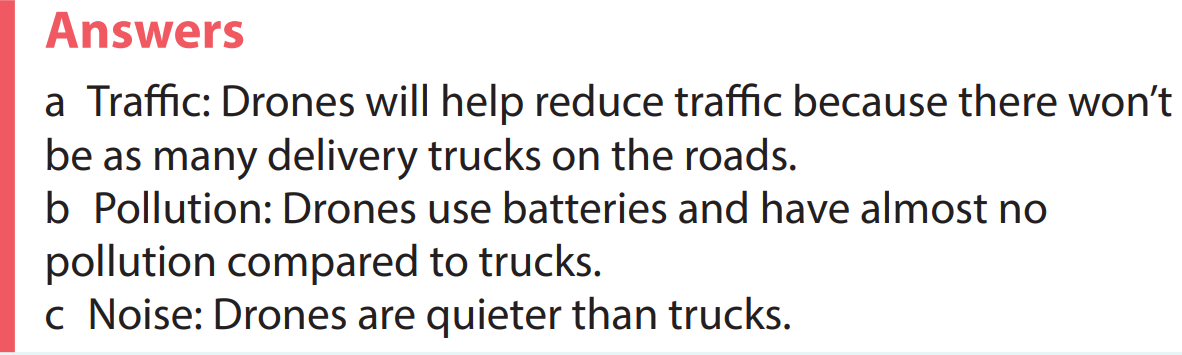 Answers
a Traffic: Drones will help reduce traffic because there won’t
be as many delivery trucks on the roads.
b Pollution: Drones use batteries and have almost no
pollution compared to trucks.
c Noise: Drones are quieter than trucks.